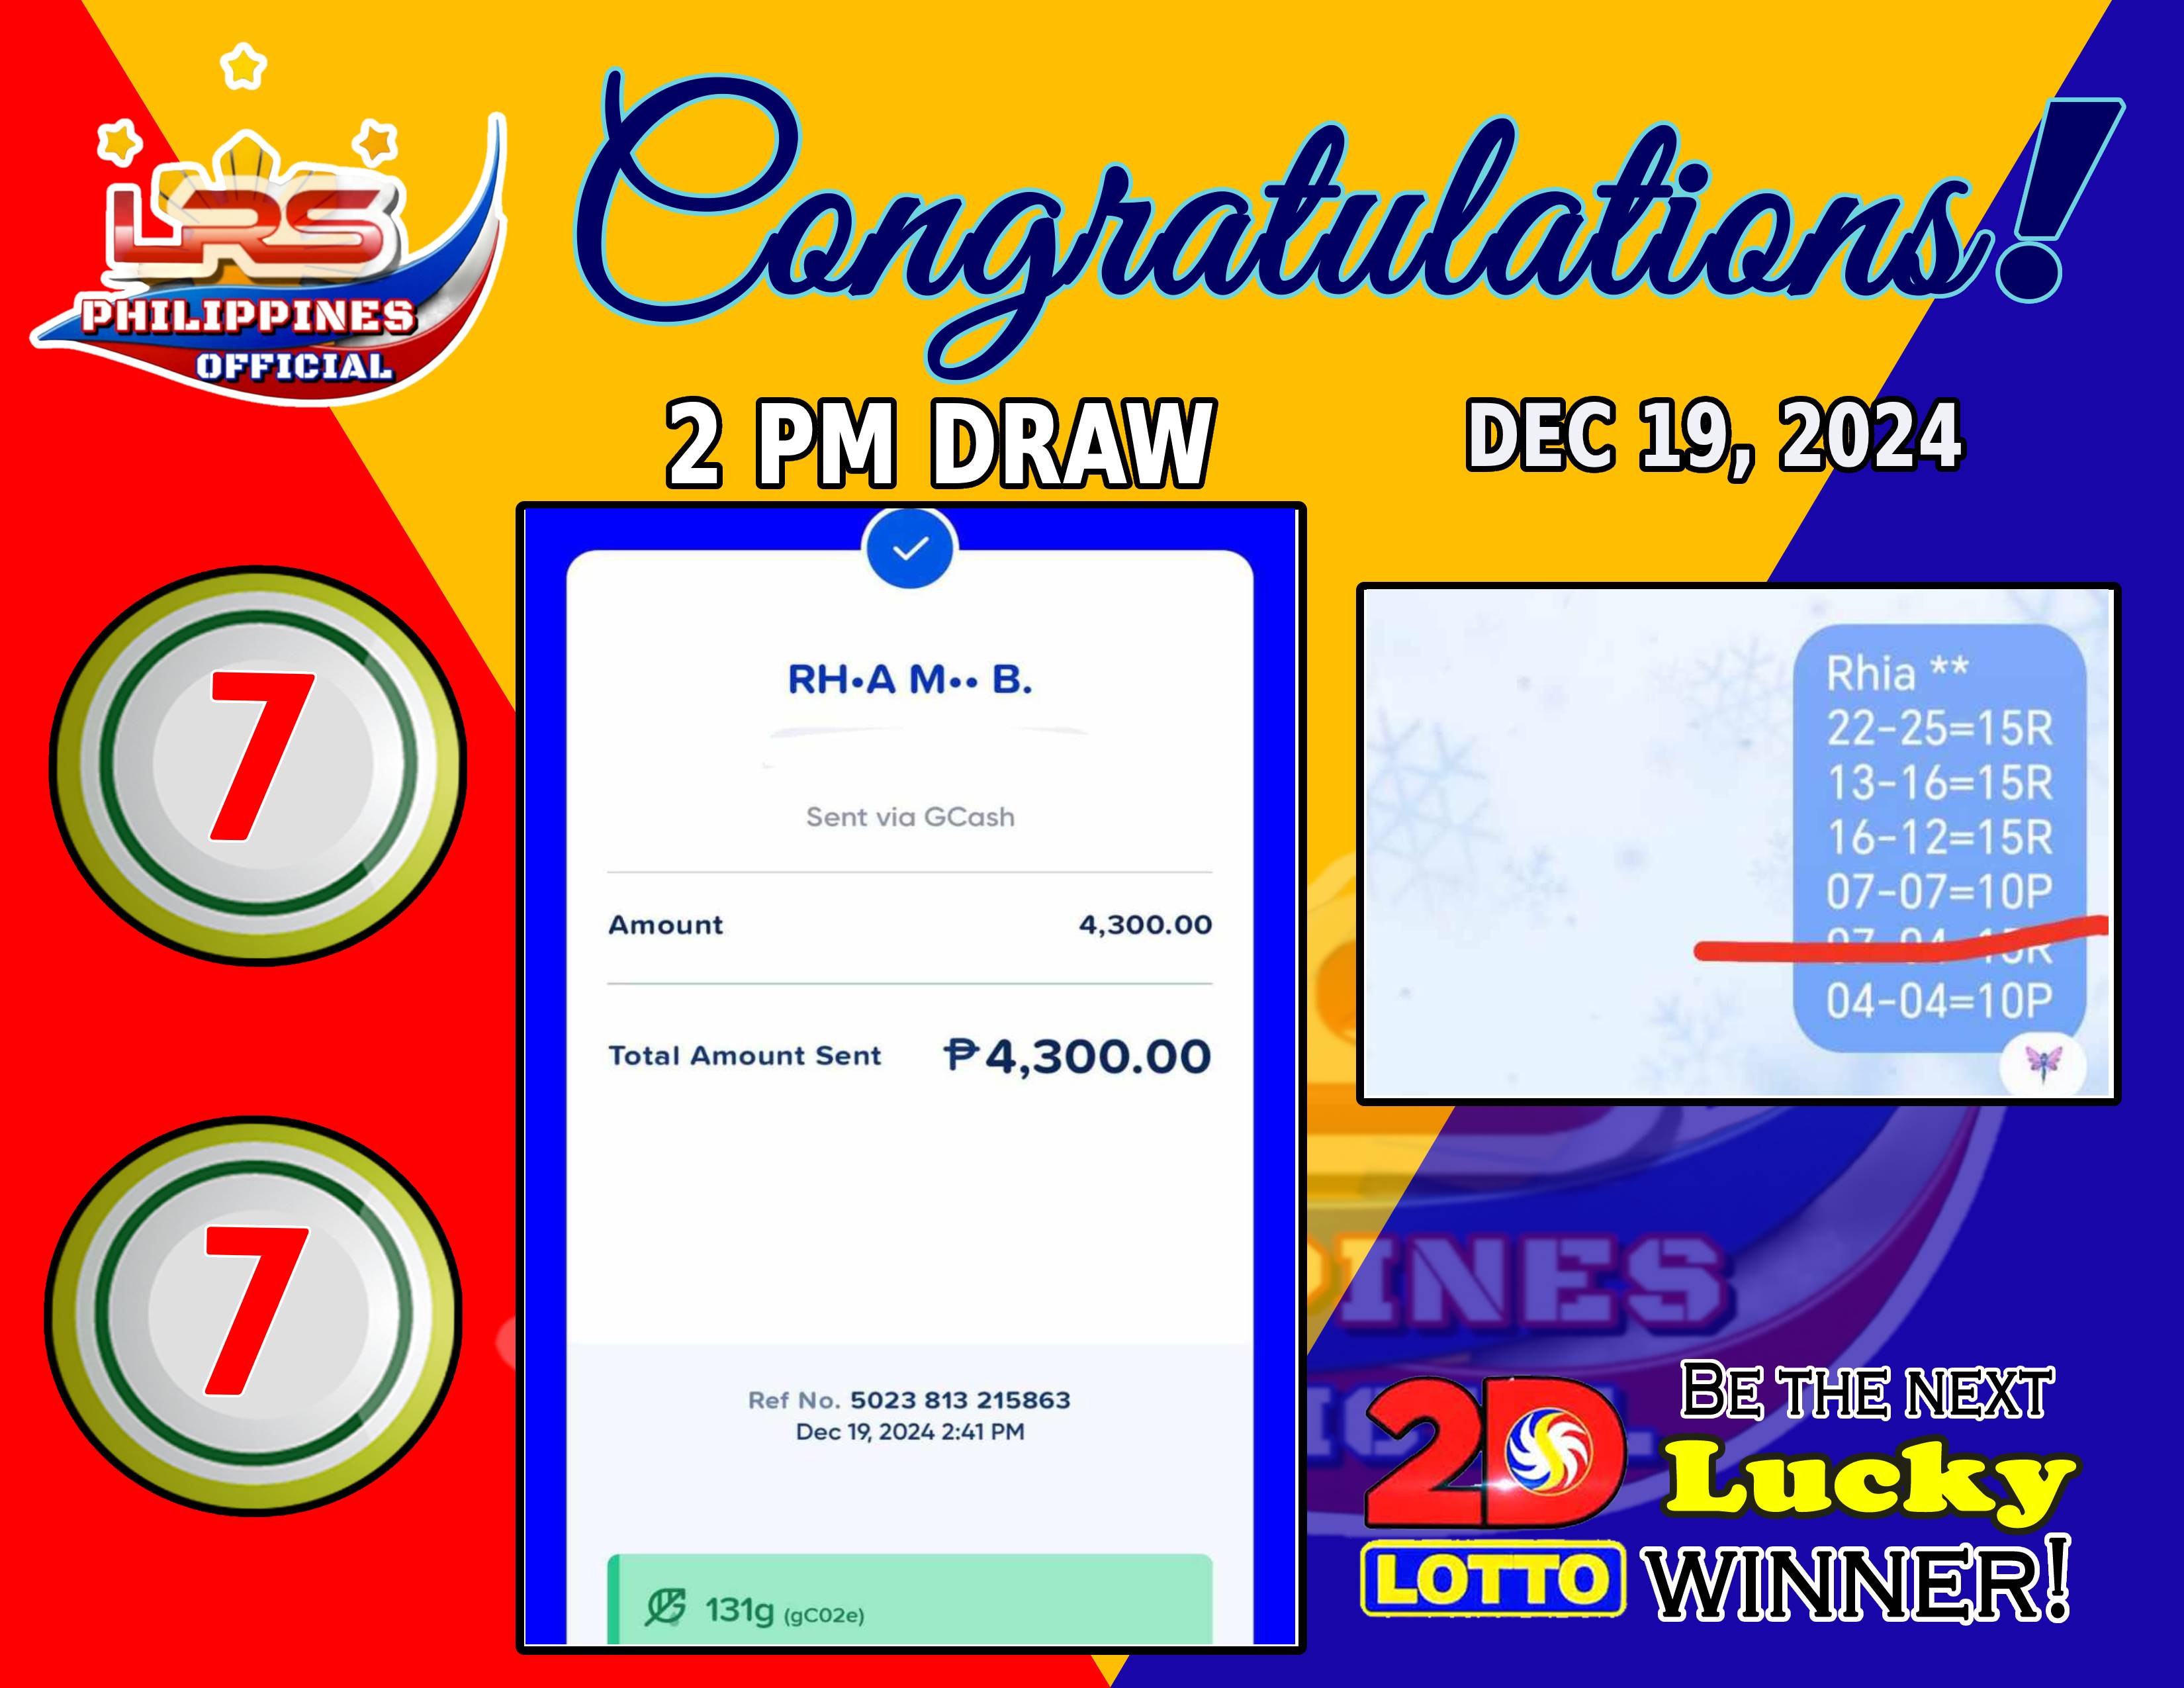 LRS
PHILIPPINES
OFFICIAL
Congratulations!
2 PM DRAW
DEC 19, 2024
7
7
RH•A M•• B.
Sent via GCash
Amount 4,300.00
Total Amount Sent ₱4,300.00
Ref No. 5023 813 215863
Dec 19, 2024 2:41 PM
131g (gC02e)
Rhia **
22-25=15R
13-16=15R
16-12=15R
07-07=10P
04-04=10P
PINES
2D
LOTTO
BE THE NEXT
Lucky
WINNER!